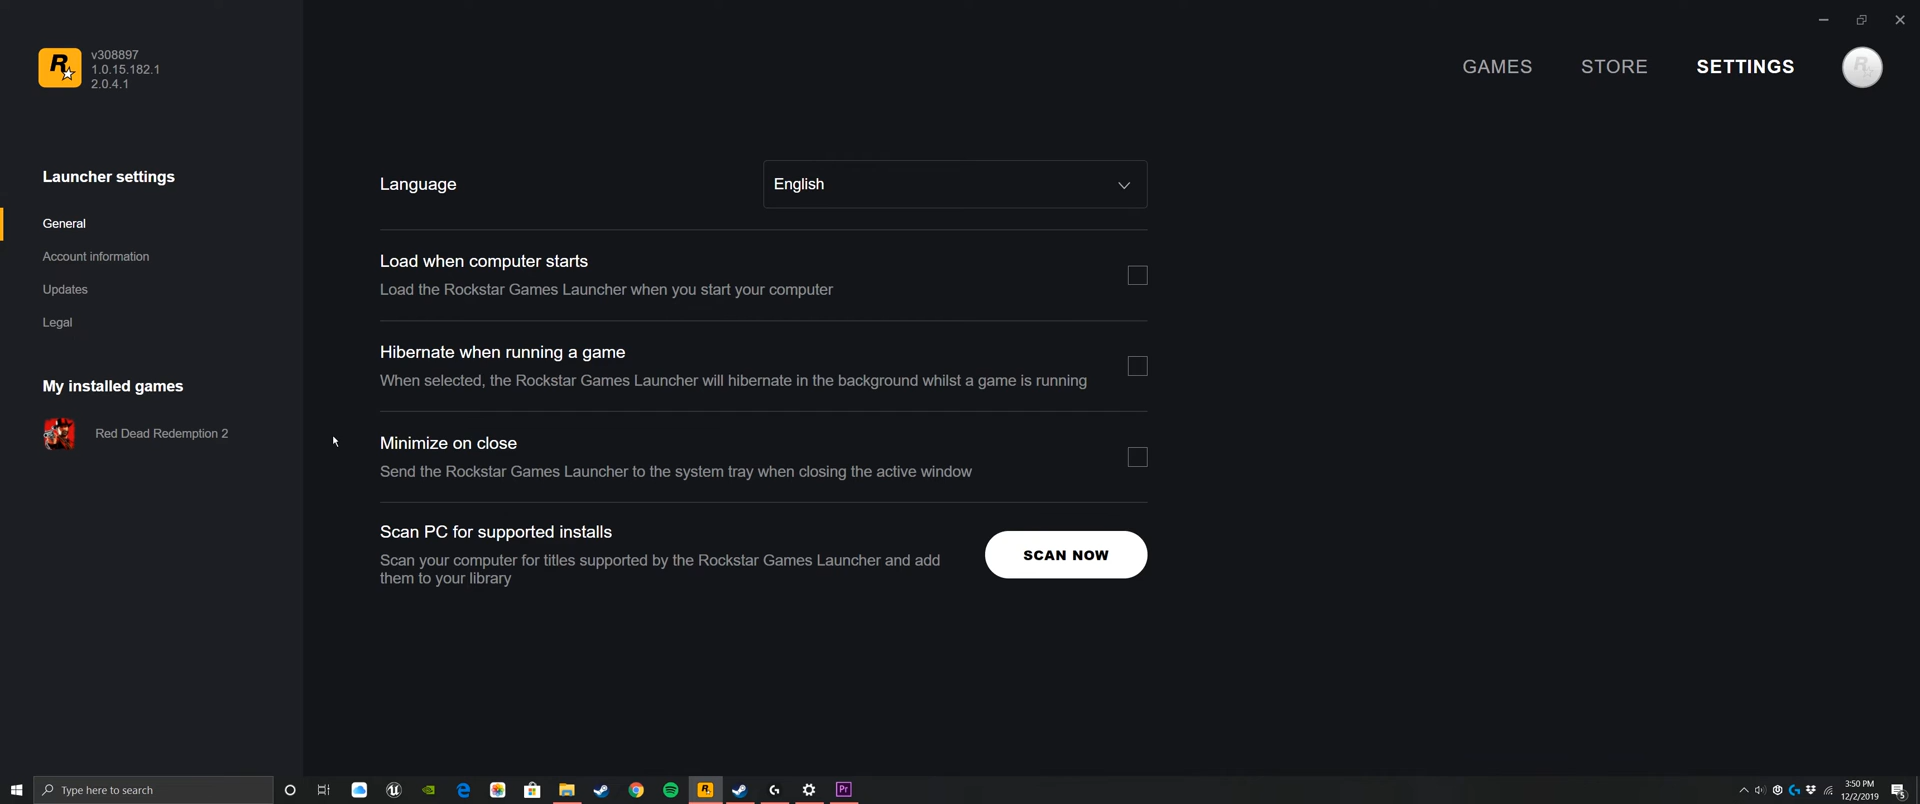 v308897
1.0.15.182.1
2.0.4.1
GAMES
STORE
SETTINGS
Launcher settings
General
Account information
Updates
Legal
My installed games
Red Dead Redemption 2
Language
English
Load when computer starts
Load the Rockstar Games Launcher when you start your computer
Hibernate when running a game
When selected, the Rockstar Games Launcher will hibernate in the background whilst a game is running
Minimize on close
Send the Rockstar Games Launcher to the system tray when closing the active window
Scan PC for supported installs
Scan your computer for titles supported by the Rockstar Games Launcher and add
them to your library
SCAN NOW
Type here to search
Pr
3:50 PM
12/2/2019
5